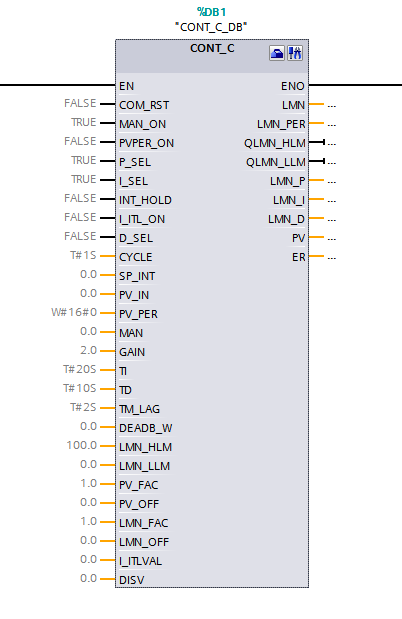 %DB1
"CONT_C_DB"
CONT_C
EN ENO
FALSE COM_RST LMN ...
TRUE MAN_ON LMN_PER ...
FALSE PVPER_ON QLMN_HLM ...
TRUE P_SEL QLMN_LLM ...
TRUE I_SEL LMN_P ...
FALSE INT_HOLD LMN_I ...
FALSE I_ITL_ON LMN_D ...
FALSE D_SEL PV ...
T#1S CYCLE ER ...
0.0 SP_INT
0.0 PV_IN
W#16#0 PV_PER
0.0 MAN
2.0 GAIN
T#20S TI
T#10S TD
T#2S TM_LAG
0.0 DEADB_W
100.0 LMN_HLM
0.0 LMN_LLM
1.0 PV_FAC
0.0 PV_OFF
1.0 LMN_FAC
0.0 LMN_OFF
0.0 I_ITLVAL
0.0 DISV